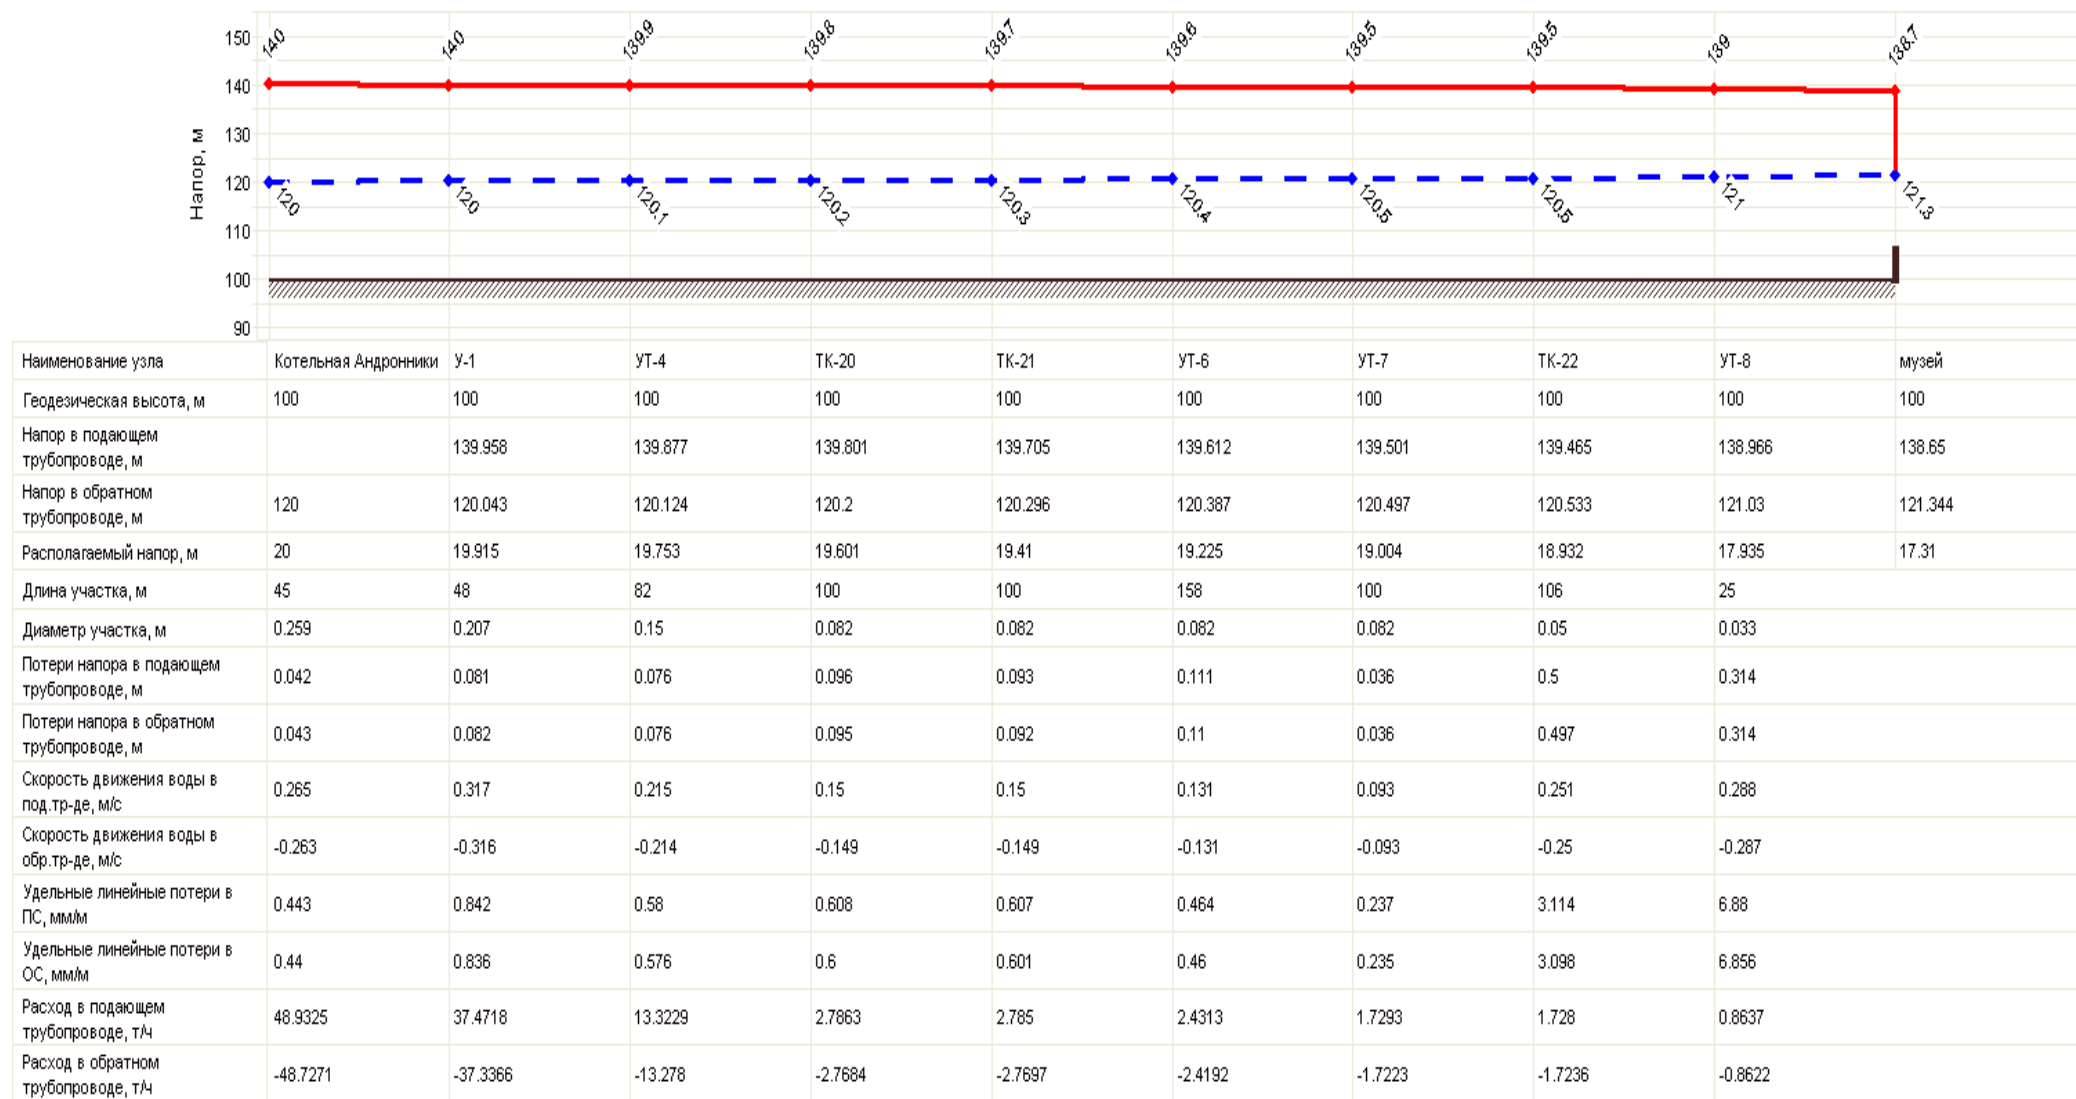 140 140 139.9 139.8 139.7 139.6 139.5 139.5 139 138.7
150
140
130
120
110
100
90
Напор, м
120 120 120.1 120.2 120.3 120.4 120.5 120.5 121 121.3
Наименование узла Котельная Андронники У-1 УТ-4 ТК-20 ТК-21 УТ-6 УТ-7 ТК-22 УТ-8 музей
Геодезическая высота, м 100 100 100 100 100 100 100 100 100 100
Напор в подающем
трубопроводе, м 139.958 139.877 139.801 139.705 139.612 139.501 139.465 138.966 138.65
Напор в обратном
трубопроводе, м 120 120.043 120.124 120.2 120.296 120.387 120.497 120.533 121.03 121.344
Располагаемый напор, м 20 19.915 19.753 19.601 19.41 19.225 19.004 18.932 17.935 17.31
Длина участка, м 45 48 82 100 100 158 100 106 25
Диаметр участка, м 0.259 0.207 0.15 0.082 0.082 0.082 0.082 0.05 0.033
Потери напора в подающем
трубопроводе, м 0.042 0.081 0.076 0.096 0.093 0.111 0.036 0.5 0.314
Потери напора в обратном
трубопроводе, м 0.043 0.082 0.076 0.095 0.092 0.11 0.036 0.497 0.314
Скорость движения воды в
под.тр-де, м/с 0.265 0.317 0.215 0.15 0.15 0.131 0.093 0.251 0.288
Скорость движения воды в
обр.тр-де, м/с -0.263 -0.316 -0.214 -0.149 -0.149 -0.131 -0.093 -0.25 -0.287
Удельные линейные потери в
ПС, мм/м 0.443 0.842 0.58 0.608 0.607 0.464 0.237 3.114 6.88
Удельные линейные потери в
ОС, мм/м 0.44 0.836 0.576 0.6 0.601 0.46 0.235 3.098 6.856
Расход в подающем
трубопроводе, т/ч 48.9325 37.4718 13.3229 2.7863 2.785 2.4313 1.7293 1.728 0.8637
Расход в обратном
трубопроводе, т/ч -48.7271 -37.3366 -13.278 -2.7684 -2.7697 -2.4192 -1.7223 -1.7236 -0.8622